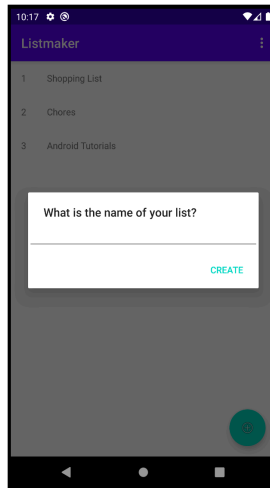 10:17
Listmaker
1 Shopping List
2 Chores
3 Android Tutorials
What is the name of your list?
CREATE